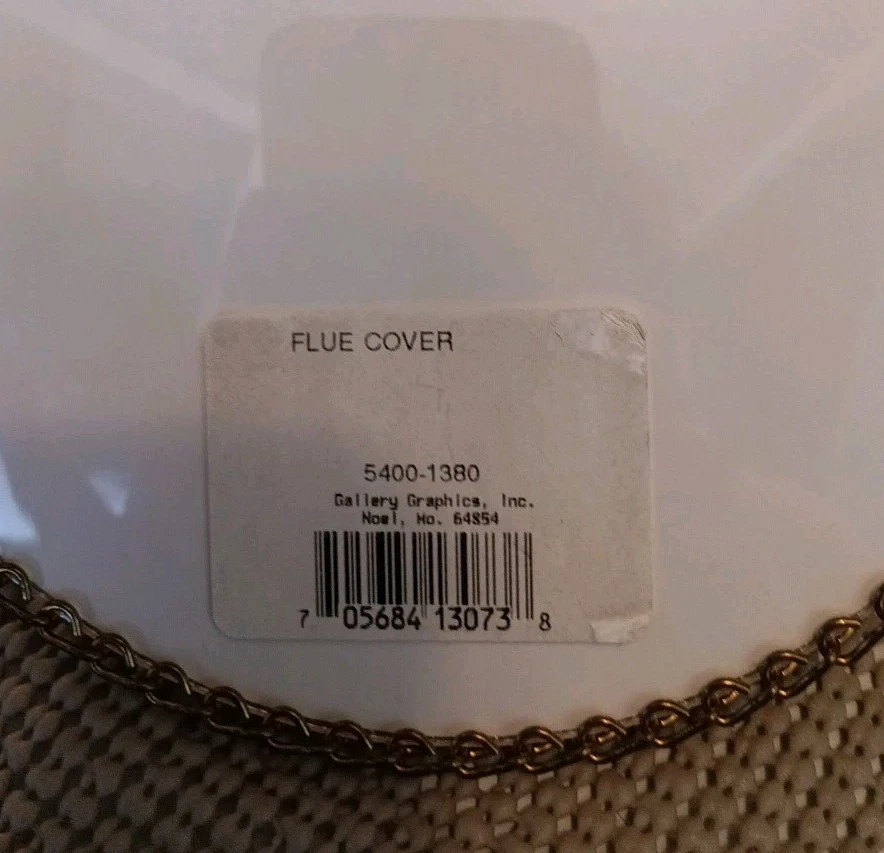 FLUE COVER
5400-1380
Gallery Graphics, Inc.
Noel, Mo. 64854
7 05684 13073 8